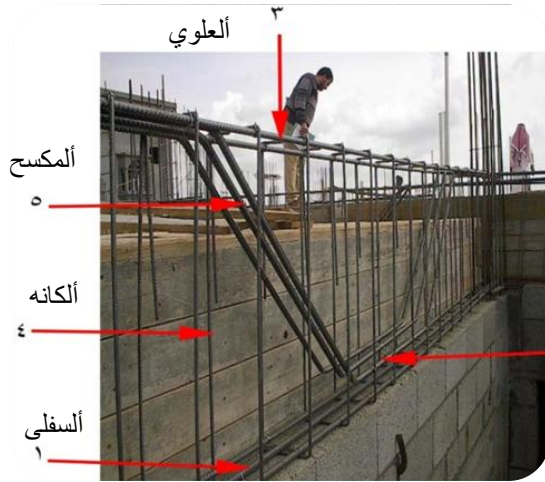 ألعلوي
٣
ألمكسح
٥
ألكانه
٤
ألسفلى
١